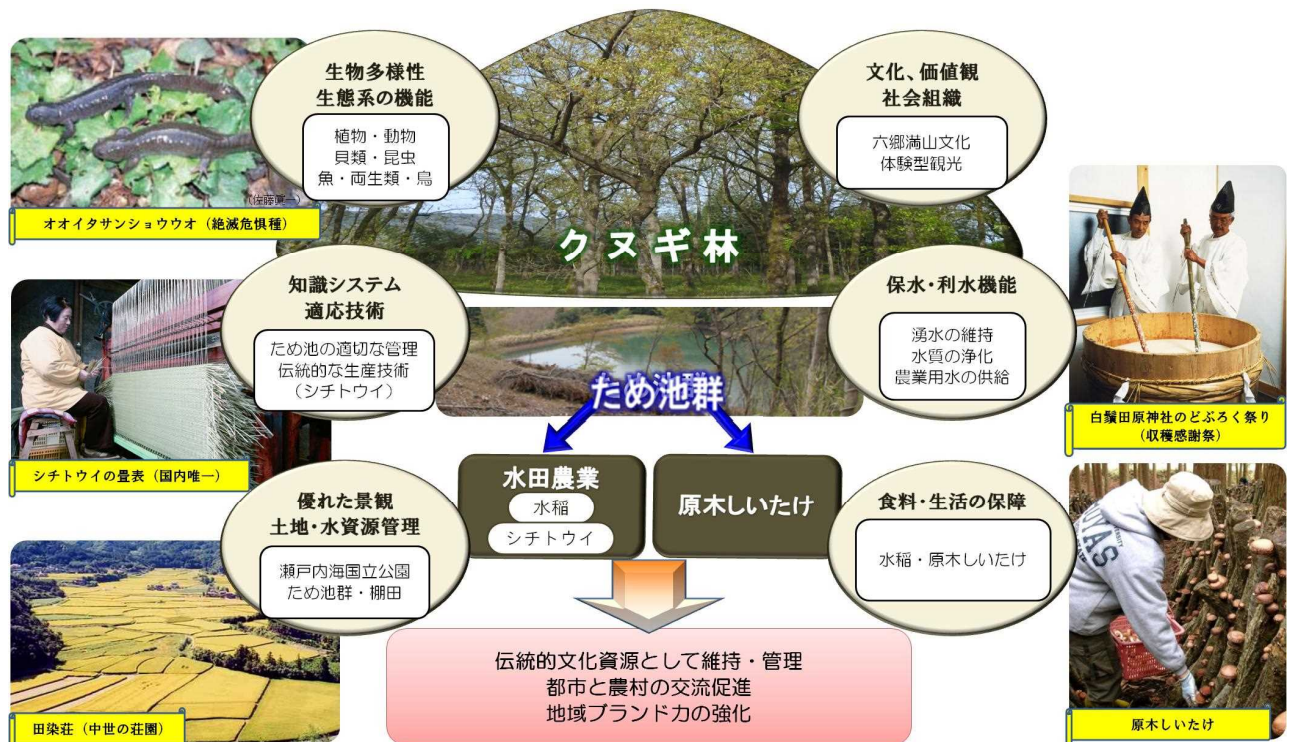 生物多様性
生態系の機能
植物・動物
貝類・昆虫
魚・両生類・鳥
文化、価値観
社会組織
六郷満山文化
体験型観光
オオイタサンショウウオ（絶滅危惧種）
クヌギ林
知識システム
適応技術
ため池の適切な管理
伝統的な生産技術
（シチトウイ）
保水・利水機能
湧水の維持
水質の浄化
農業用水の供給
ため池群
白鬚田原神社のどぶろく祭り
（収穫感謝祭）
シチトウイの畳表（国内唯一）
優れた景観
土地・水資源管理
瀬戸内海国立公園
ため池群・棚田
水田農業
水稲
シチトウイ
原木しいたけ
食料・生活の保障
水稲・原木しいたけ
伝統的文化資源として維持・管理
都市と農村の交流促進
地域ブランド力の強化
田染荘（中世の荘園）
原木しいたけ